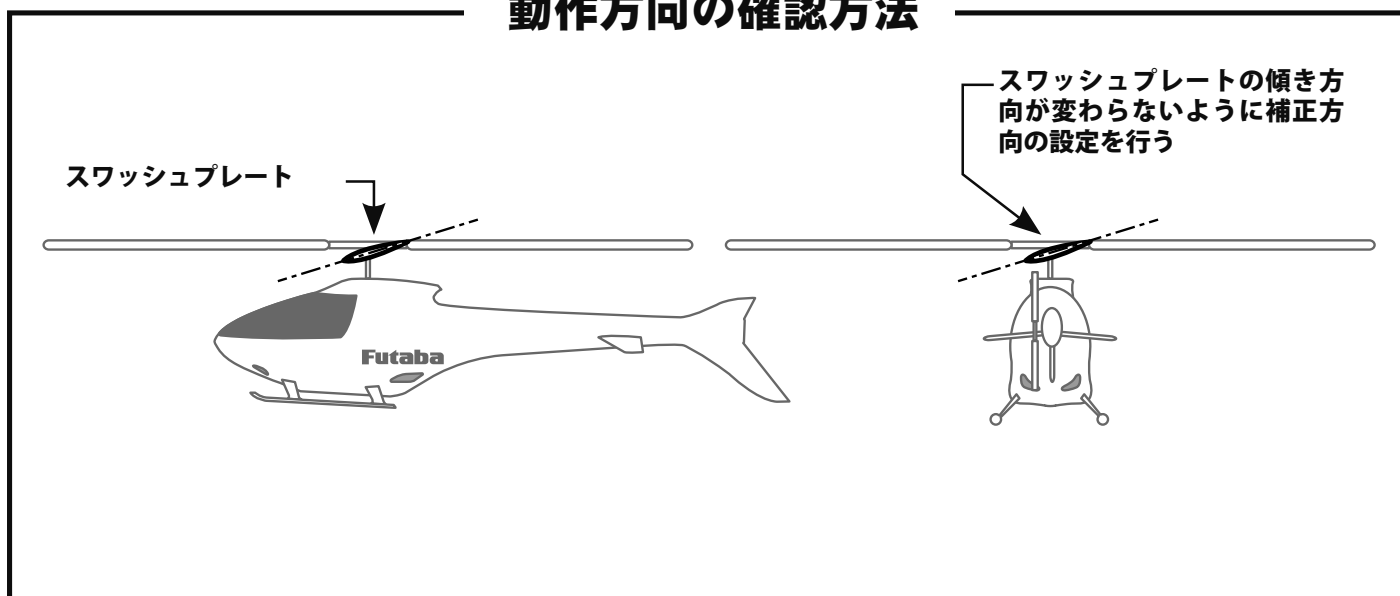 動作方向の確認方法
スワッシュプレートの傾き方
向が変わらないように補正方
向の設定を行う
スワッシュプレート
Futaba